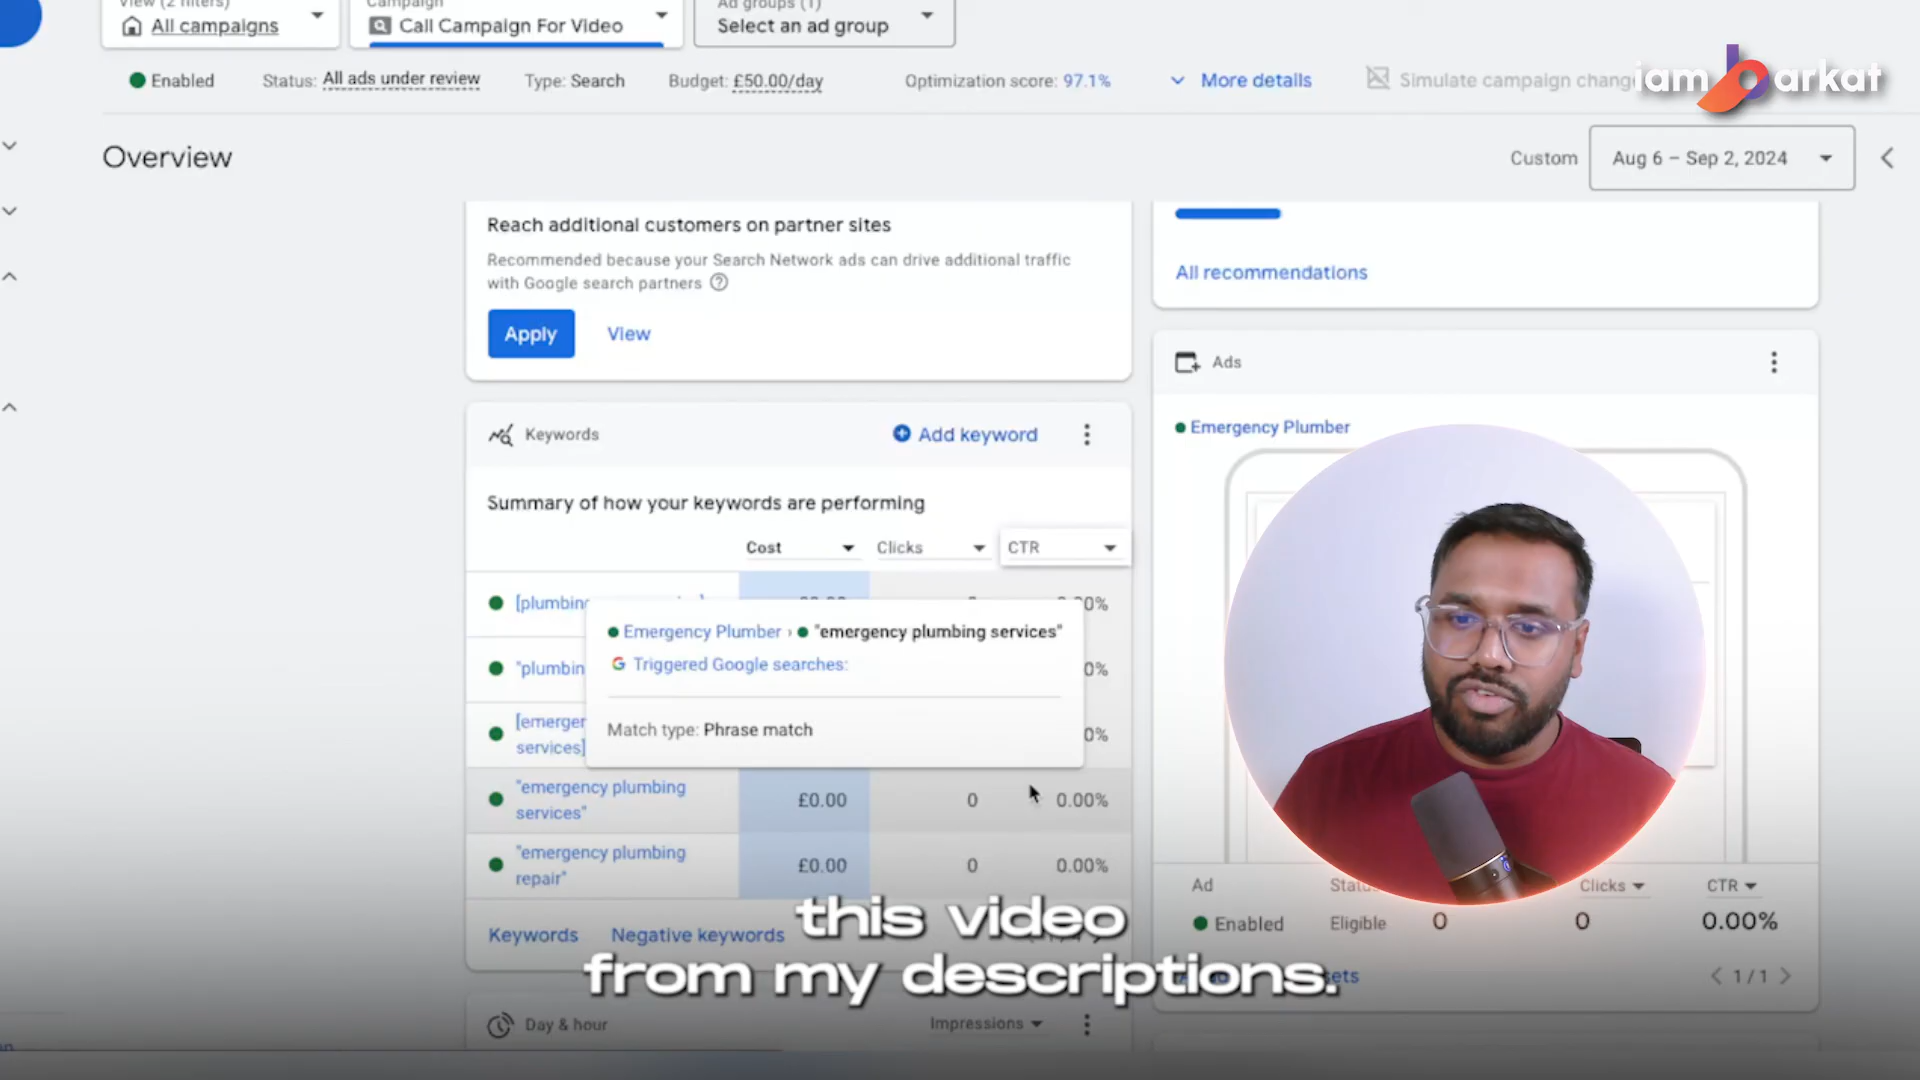 View (2 filters)
All campaigns
Campaign
Call Campaign For Video
Ad groups (1)
Select an ad group
Enabled
Status: All ads under review
Type: Search
Budget: £50.00/day
Optimization score: 97.1%
More details
Simulate campaign chang
iam barkat
Overview
Custom
Aug 6 – Sep 2, 2024
Reach additional customers on partner sites
Recommended because your Search Network ads can drive additional traffic
with Google search partners
Apply
View
All recommendations
Keywords
Add keyword
Summary of how your keywords are performing
Cost
Clicks
CTR
[plumbing
"plumbin
[emerger
services]
Emergency Plumber › "emergency plumbing services"
Triggered Google searches:
Match type: Phrase match
"emergency plumbing
services"
£0.00
0
0.00%
"emergency plumbing
repair"
£0.00
0
0.00%
Keywords
Negative keywords
Day & hour
Impressions
Ads
Emergency Plumber
Ad
Clicks
CTR
Enabled
Eligible
0
0
0.00%
1 / 1
this video
from my descriptions.